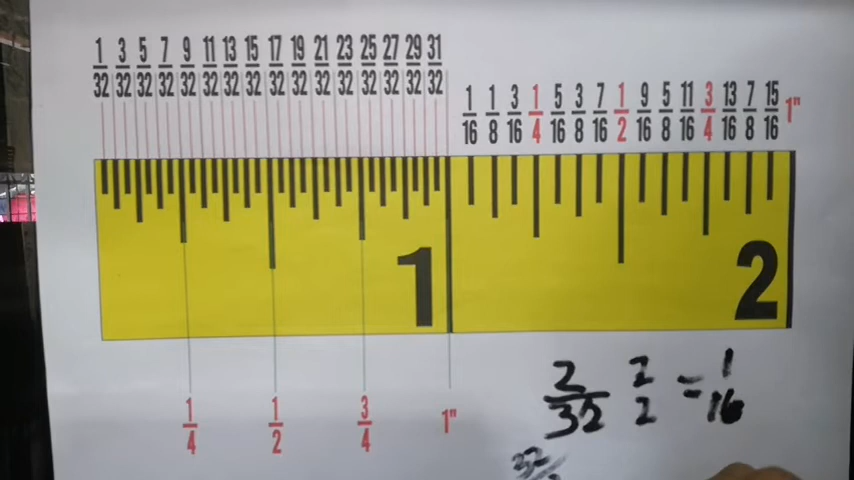 1/32 3/32 5/32 7/32 9/32 11/32 13/32 15/32 17/32 19/32 21/32 23/32 25/32 27/32 29/32 31/32
1/16 1/8 3/16 1/4 5/16 3/8 7/16 1/2 9/16 5/8 11/16 3/4 13/16 7/8 15/16 1"
1 2
1/4 1/2 3/4 1"
2/32 2/2 = 1/16
32/